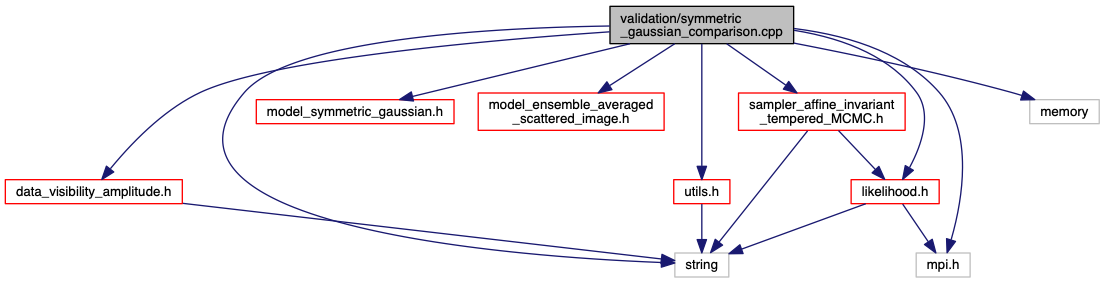 validation/symmetric
_gaussian_comparison.cpp
model_symmetric_gaussian.h
model_ensemble_averaged
_scattered_image.h
sampler_affine_invariant
_tempered_MCMC.h
memory
data_visibility_amplitude.h
utils.h
likelihood.h
string
mpi.h